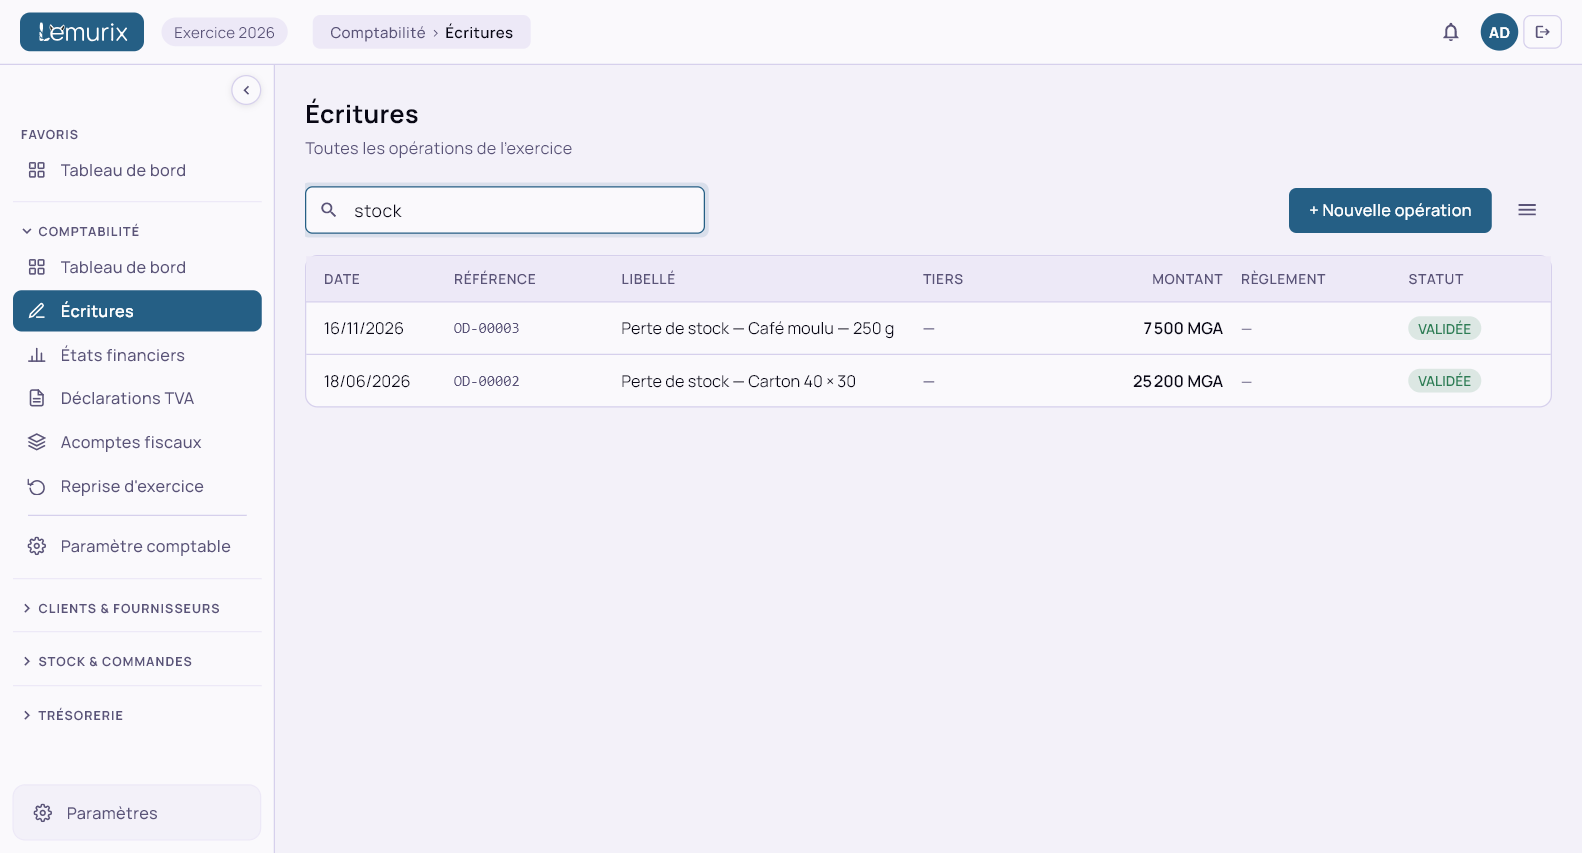 Lemurix
Exercice 2026
Comptabilité › Écritures
AD
FAVORIS
Tableau de bord
COMPTABILITÉ
Tableau de bord
Écritures
États financiers
Déclarations TVA
Acomptes fiscaux
Reprise d'exercice
Paramètre comptable
CLIENTS & FOURNISSEURS
STOCK & COMMANDES
TRÉSORERIE
Paramètres
Écritures
Toutes les opérations de l'exercice
stock
+ Nouvelle opération
DATE RÉFÉRENCE LIBELLÉ TIERS MONTANT RÈGLEMENT STATUT
16/11/2026 OD-00003 Perte de stock — Café moulu — 250 g — 7 500 MGA — VALIDÉE
18/06/2026 OD-00002 Perte de stock — Carton 40 × 30 — 25 200 MGA — VALIDÉE